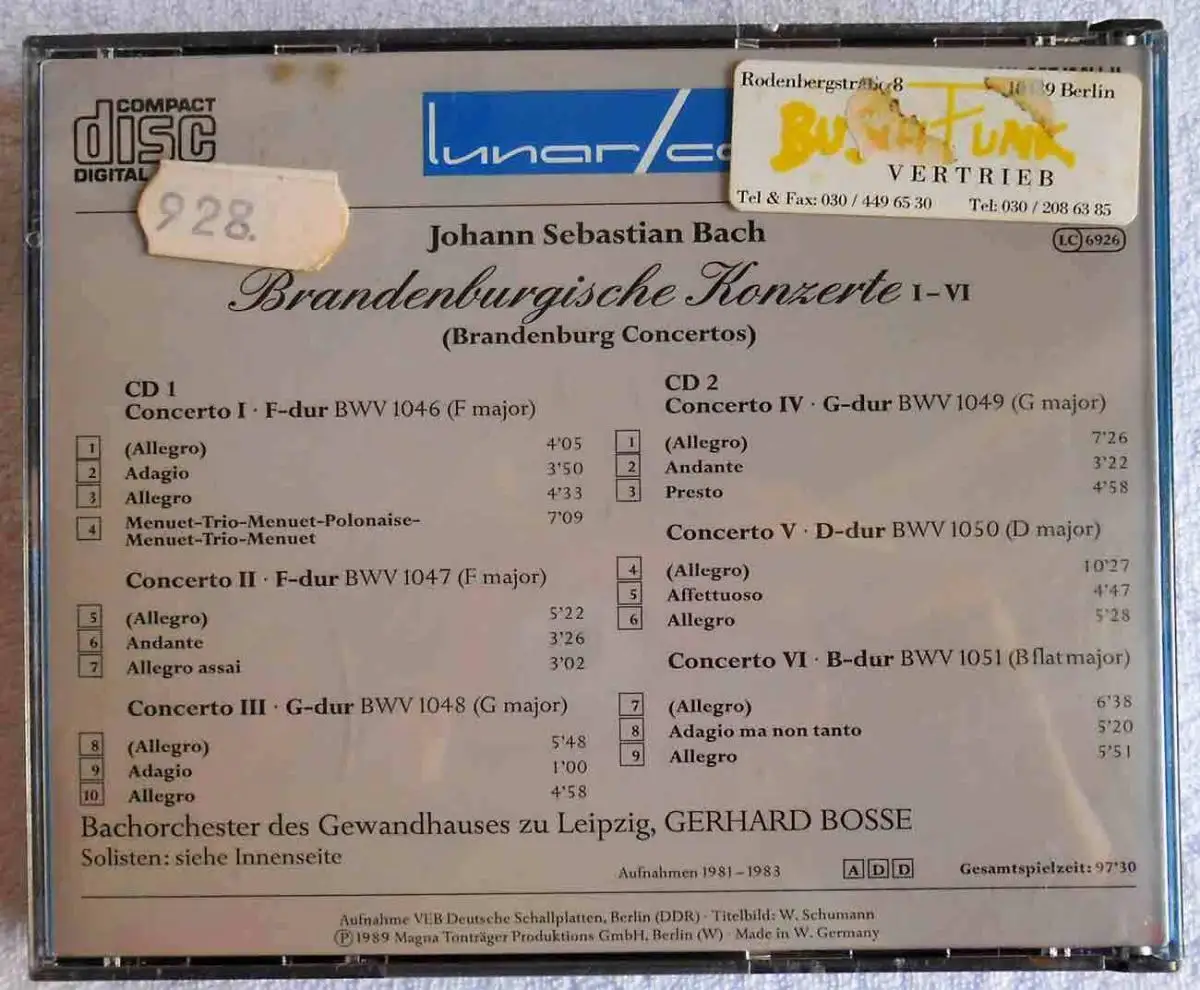 COMPACT
disc
DIGITAL
928.
lunar/
Rodenbergstraße 8
Berlin
BuschFunk
VERTRIEB
Tel & Fax: 030 / 449 65 30 Tel: 030 / 208 63 85
LC 6926
Johann Sebastian Bach
Brandenburgische Konzerte I–VI
(Brandenburg Concertos)
CD 1
Concerto I · F-dur BWV 1046 (F major)
1 (Allegro) 4'05
2 Adagio 3'50
3 Allegro 4'33
4 Menuet-Trio-Menuet-Polonaise- 7'09
Menuet-Trio-Menuet
Concerto II · F-dur BWV 1047 (F major)
5 (Allegro) 5'22
6 Andante 3'26
7 Allegro assai 3'02
Concerto III · G-dur BWV 1048 (G major)
8 (Allegro) 5'48
9 Adagio 1'00
10 Allegro 4'58
CD 2
Concerto IV · G-dur BWV 1049 (G major)
1 (Allegro) 7'26
2 Andante 3'22
3 Presto 4'58
Concerto V · D-dur BWV 1050 (D major)
4 (Allegro) 10'27
5 Affettuoso 4'47
6 Allegro 5'28
Concerto VI · B-dur BWV 1051 (B flat major)
7 (Allegro) 6'38
8 Adagio ma non tanto 5'20
9 Allegro 5'51
Bachorchester des Gewandhauses zu Leipzig, GERHARD BOSSE
Solisten: siehe Innenseite
Aufnahmen 1981–1983 A D D Gesamtspielzeit: 97'30
Aufnahme VEB Deutsche Schallplatten, Berlin (DDR) · Titelbild: W. Schumann
Ⓟ 1989 Magna Tonträger Produktions GmbH, Berlin (W) · Made in W. Germany